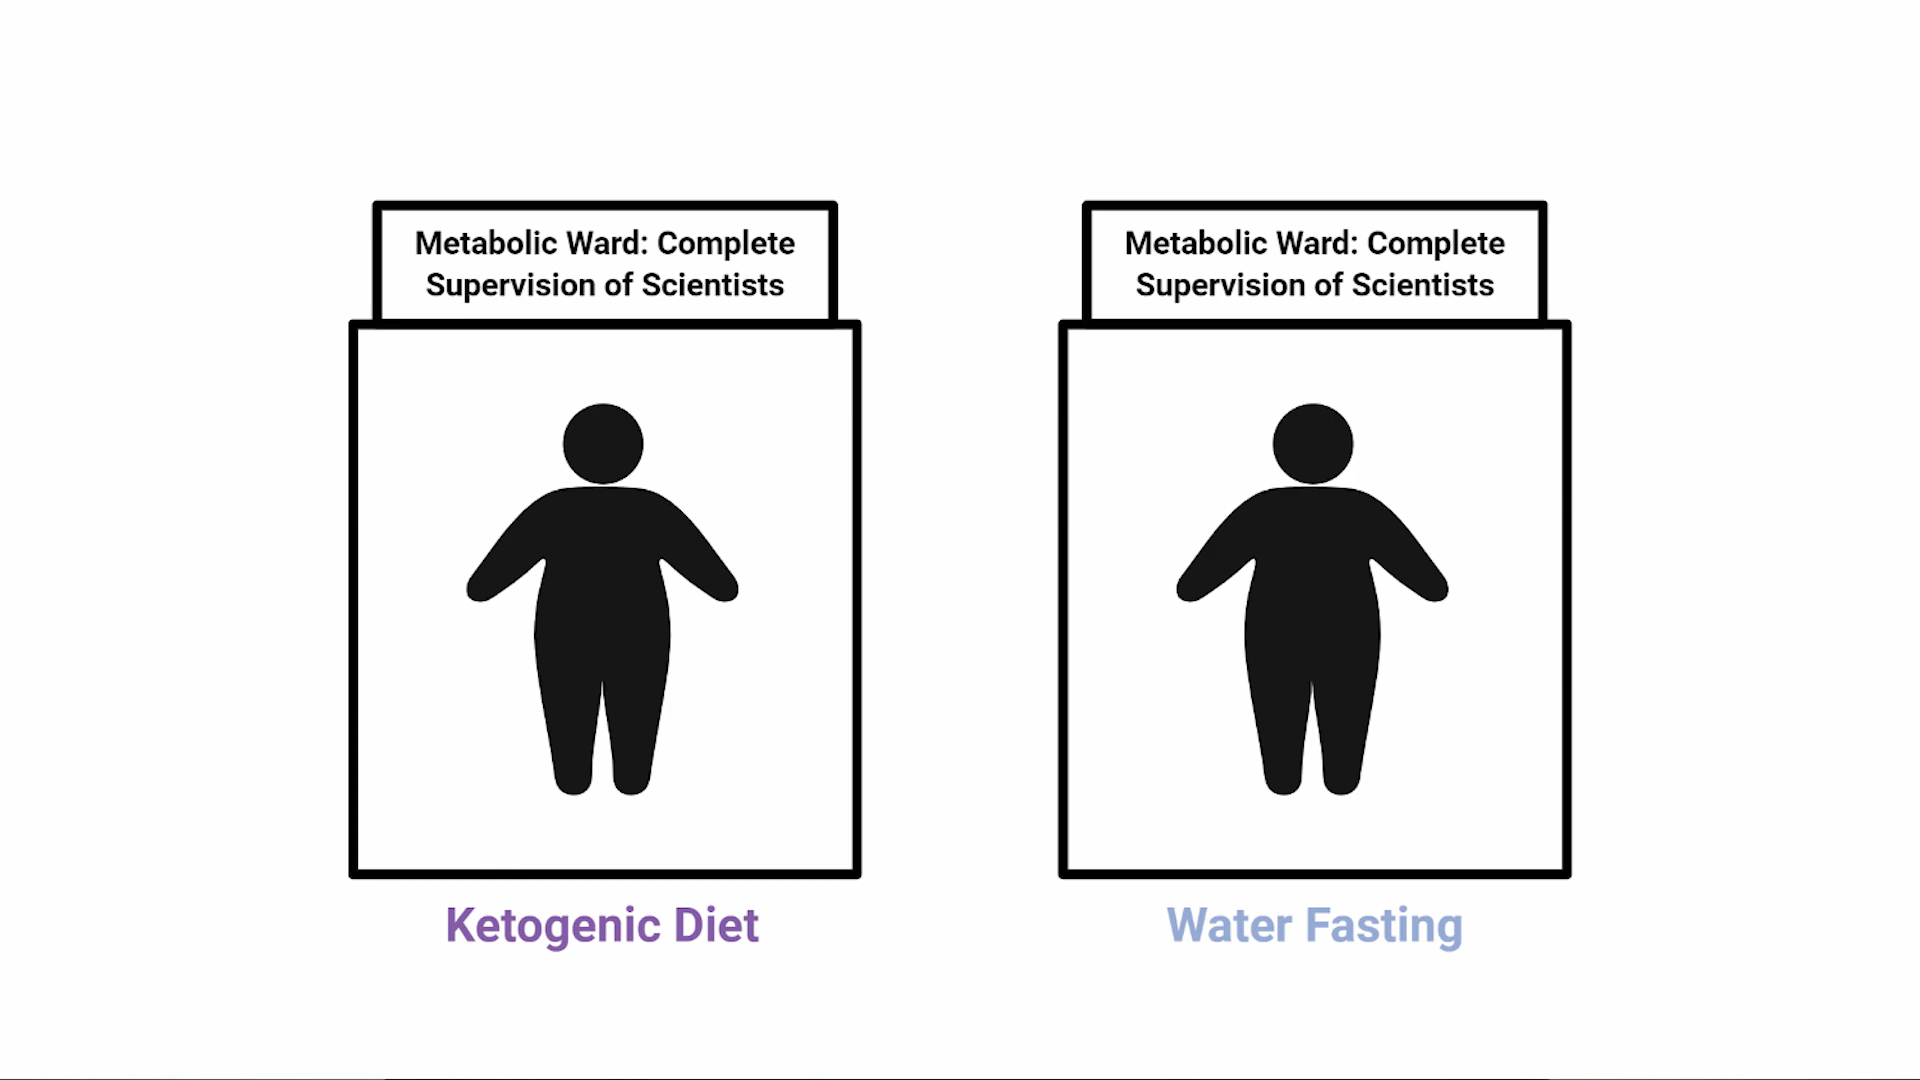 Metabolic Ward: Complete
Supervision of Scientists
Metabolic Ward: Complete
Supervision of Scientists
Ketogenic Diet
Water Fasting